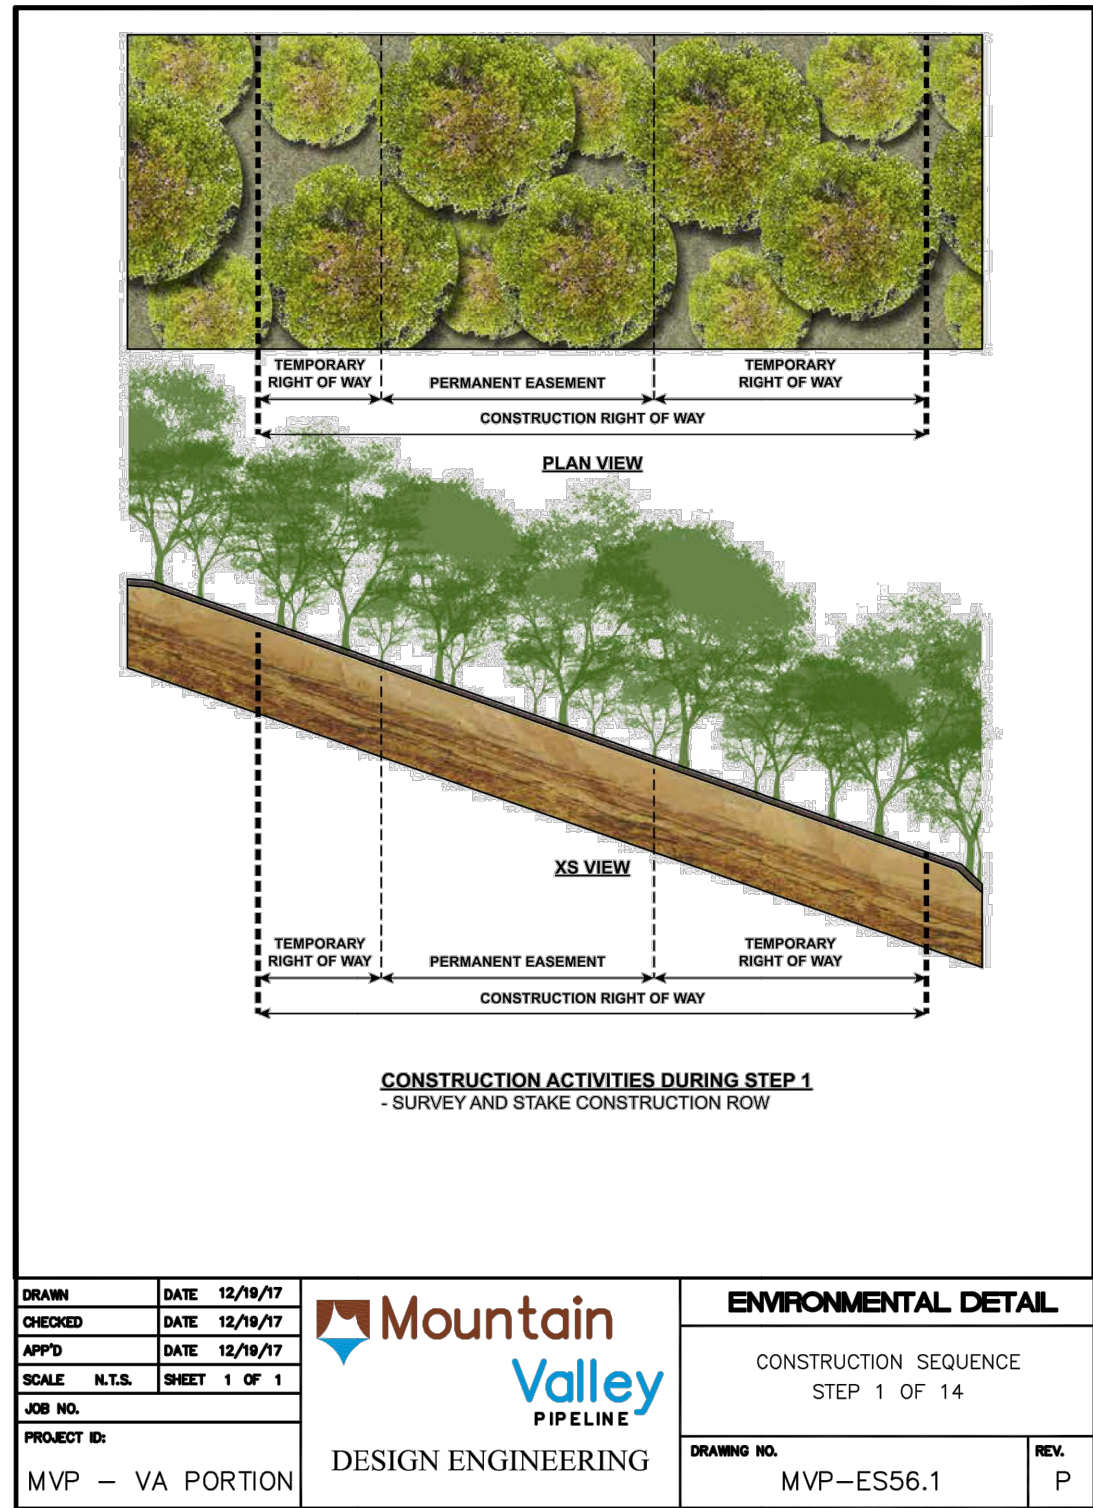 TEMPORARY
RIGHT OF WAY
PERMANENT EASEMENT
TEMPORARY
RIGHT OF WAY
CONSTRUCTION RIGHT OF WAY
PLAN VIEW
XS VIEW
TEMPORARY
RIGHT OF WAY
PERMANENT EASEMENT
TEMPORARY
RIGHT OF WAY
CONSTRUCTION RIGHT OF WAY
CONSTRUCTION ACTIVITIES DURING STEP 1
- SURVEY AND STAKE CONSTRUCTION ROW
DRAWN DATE 12/19/17
CHECKED DATE 12/19/17
APP'D DATE 12/19/17
SCALE N.T.S. SHEET 1 OF 1
JOB NO.
PROJECT ID:
MVP - VA PORTION
Mountain
Valley
PIPELINE
DESIGN ENGINEERING
ENVIRONMENTAL DETAIL
CONSTRUCTION SEQUENCE
STEP 1 OF 14
DRAWING NO.
MVP-ES56.1
REV.
P